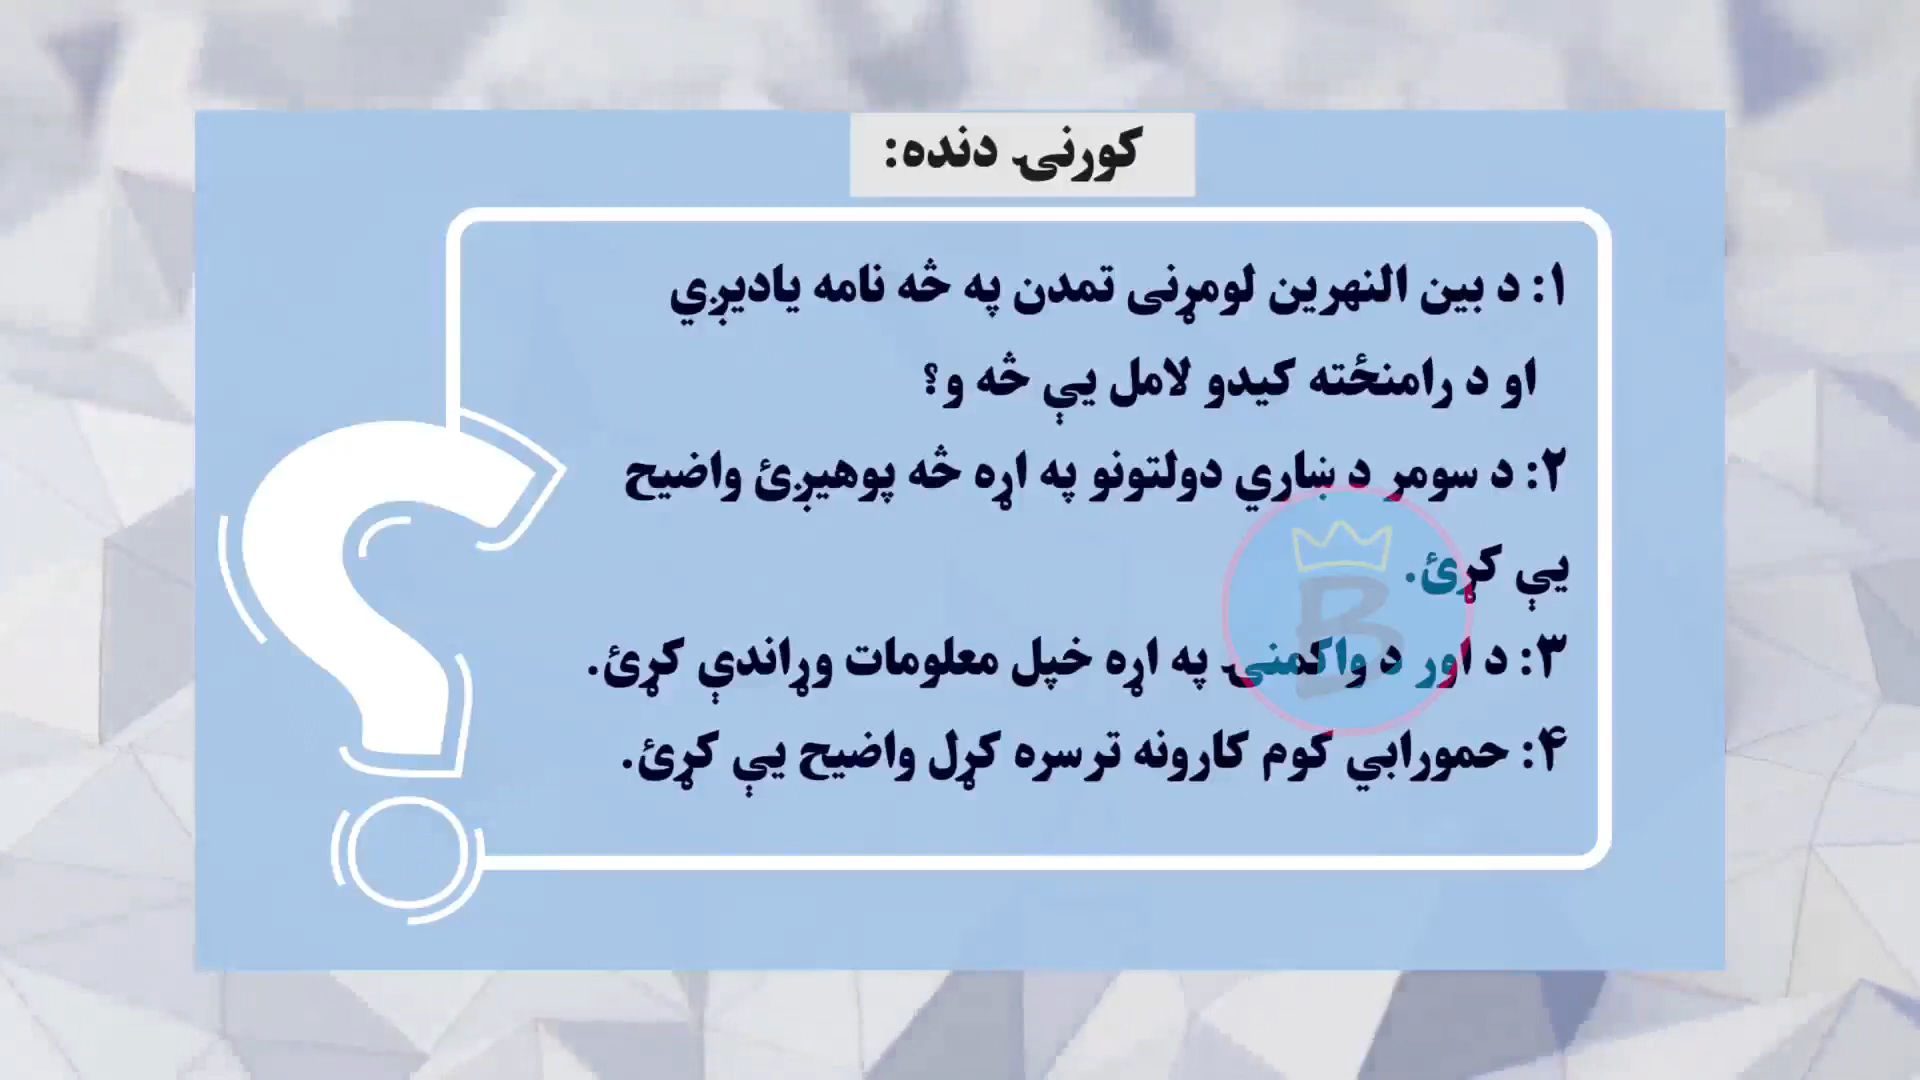 کورنۍ دنده:
۱: د بین النهرین لومړنی تمدن په څه نامه یادیږي
او د رامنځته کیدو لامل یې څه و؟
۲: د سومر د ښاري دولتونو په اړه څه پوهیږئ واضیح
یې کړئ.
۳: د اور د واکمنۍ په اړه خپل معلومات وړاندې کړئ.
۴: حمورابي کوم کارونه ترسره کړل واضیح یې کړئ.
B